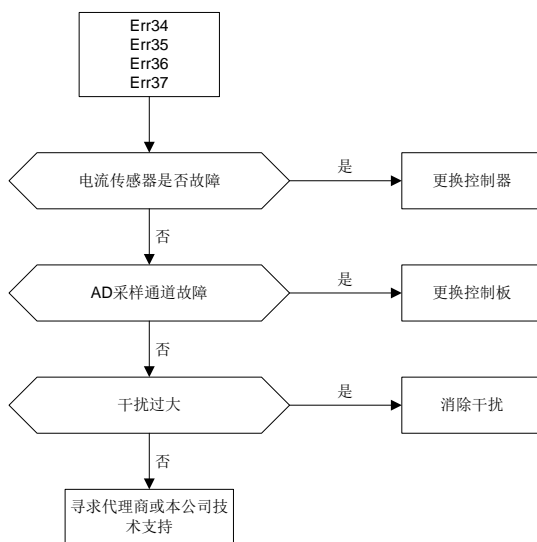 Err34
Err35
Err36
Err37
电流传感器是否故障
是
更换控制器
否
AD采样通道故障
是
更换控制板
否
干扰过大
是
消除干扰
否
寻求代理商或本公司技
术支持